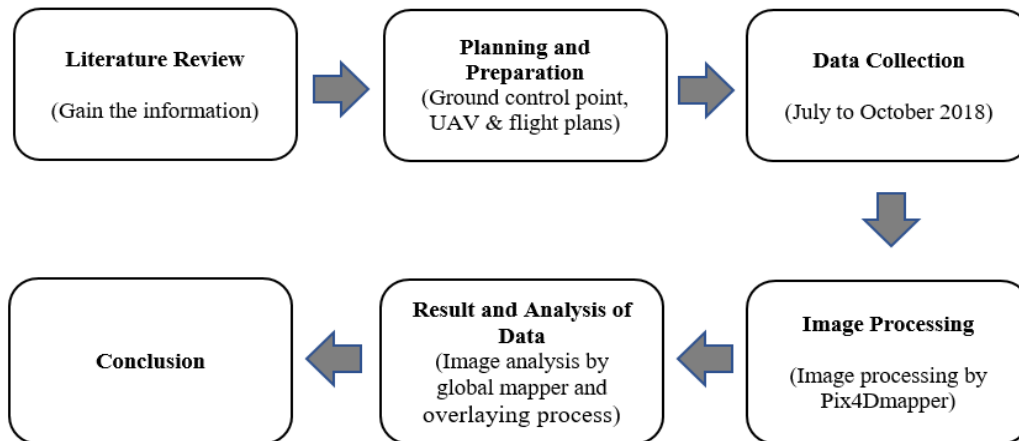 Literature Review
(Gain the information)
Planning and
Preparation
(Ground control point,
UAV & flight plans)
Data Collection
(July to October 2018)
Image Processing
(Image processing by
Pix4Dmapper)
Result and Analysis of
Data
(Image analysis by
global mapper and
overlaying process)
Conclusion